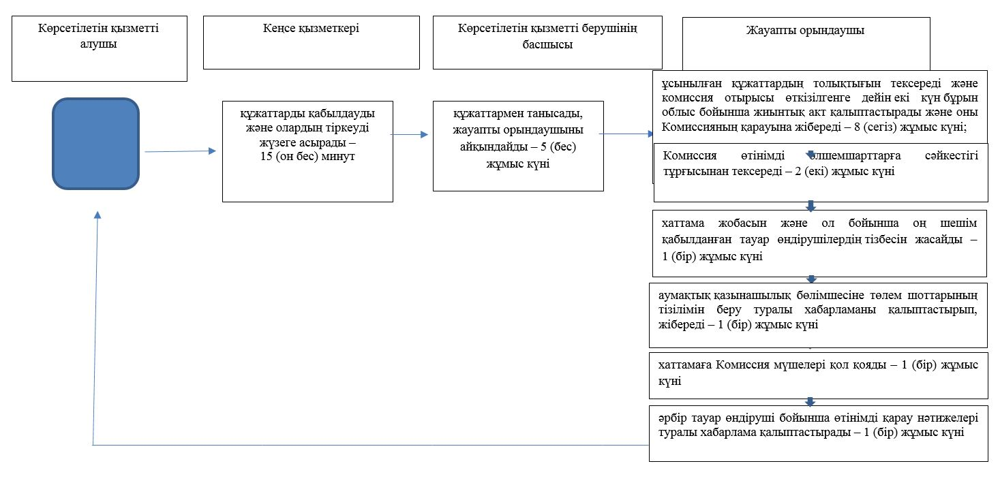 Көрсетілетін қызметті
алушы
Кеңсе қызметкері
Көрсетілетін қызметті берушінің
басшысы
Жауапты орындаушы
құжаттарды қабылдауды
және олардың тіркеуді
жүзеге асырады –
15 (он бес) минут
құжаттармен танысады,
жауапты орындаушыны
айқындайды – 5 (бес)
жұмыс күні
ұсынылған құжаттардың толықтығын тексереді және
комиссия отырысы өткізілгенге дейін екі күн бұрын
облыс бойынша жиынтық акт қалыптастырады және оны
Комиссияның қарауына жібереді – 8 (сегіз) жұмыс күні;
Комиссия өтінімді өлшемшарттарға сәйкестігі
тұрғысынан тексереді – 2 (екі) жұмыс күні
хаттама жобасын және ол бойынша оң шешім
қабылданған тауар өндірушілердің тізбесін жасайды –
1 (бір) жұмыс күні
аумақтық қазынашылық бөлімшесіне төлем шоттарының
тізілімін беру туралы хабарламаны қалыптастырып,
жібереді – 1 (бір) жұмыс күні
хаттамаға Комиссия мүшелері қол қояды – 1 (бір) жұмыс
күні
әрбір тауар өндіруші бойынша өтінімді қарау нәтижелері
туралы хабарлама қалыптастырады – 1 (бір) жұмыс күні